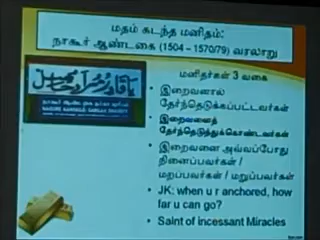 மதம் கடந்த மனிதம்:
நாகூர் ஆண்டகை (1504 – 1570/79) வரலாறு
மனிதர்கள் 3 வகை
• இறைவனால்
தேர்ந்தெடுக்கப்பட்டவர்கள்
• இறைவனைத்
தேர்ந்தெடுத்துக்கொண்டவர்கள்
• இறைவனை அவ்வப்போது
நினைப்பவர்கள் /
மறப்பவர்கள் / மறுப்பவர்கள்
• JK: when u r anchored, how
far u can go?
• Saint of incessant Miracles